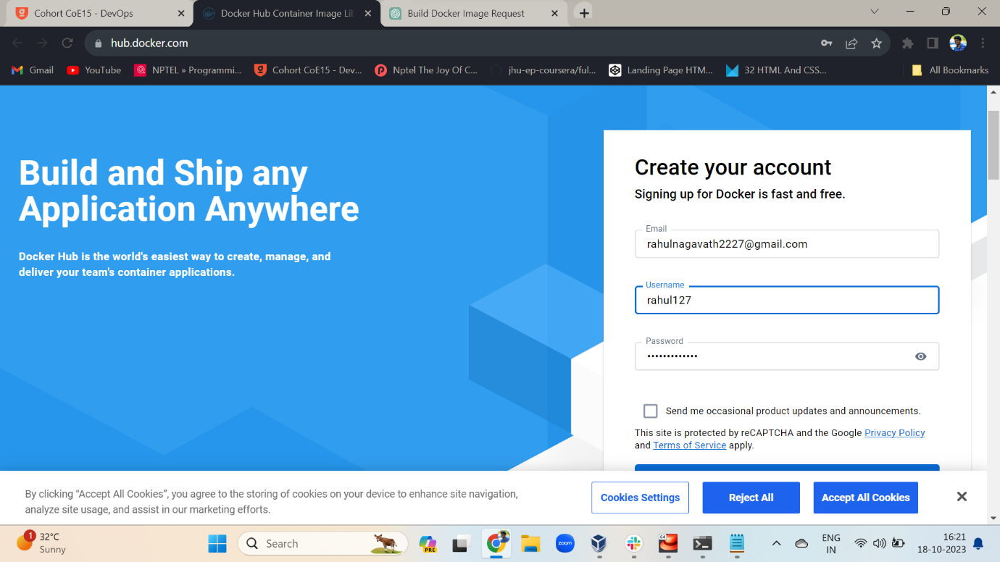 Cohort CoE15 - DevOps
Docker Hub Container Image Li
Build Docker Image Request
hub.docker.com
Gmail
YouTube
NPTEL » Programmi...
Cohort CoE15 - Dev...
Nptel The Joy Of C...
jhu-ep-coursera/ful...
Landing Page HTM...
32 HTML And CSS...
All Bookmarks
Build and Ship any
Application Anywhere
Docker Hub is the world's easiest way to create, manage, and
deliver your team's container applications.
Create your account
Signing up for Docker is fast and free.
Email
rahulnagavath2227@gmail.com
Username
rahul127
Password
•••••••••••••
Send me occasional product updates and announcements.
This site is protected by reCAPTCHA and the Google Privacy Policy
and Terms of Service apply.
By clicking “Accept All Cookies”, you agree to the storing of cookies on your device to enhance site navigation,
analyze site usage, and assist in our marketing efforts.
Cookies Settings
Reject All
Accept All Cookies
1
32°C
Sunny
Search
PRE
zoom
64
ENG
IN
16:21
18-10-2023